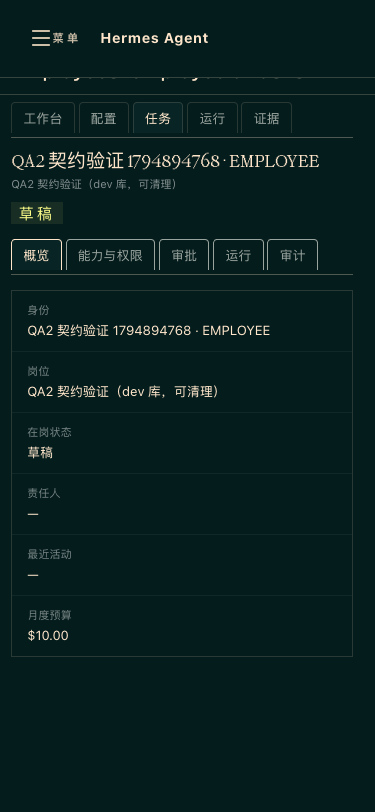 菜单
Hermes Agent
工作台 配置 任务 运行 证据
QA2 契约验证 1794894768 · EMPLOYEE
QA2 契约验证（dev 库，可清理）
草稿
概览 能力与权限 审批 运行 审计
身份
QA2 契约验证 1794894768 · EMPLOYEE
岗位
QA2 契约验证（dev 库，可清理）
在岗状态
草稿
责任人
—
最近活动
—
月度预算
$10.00